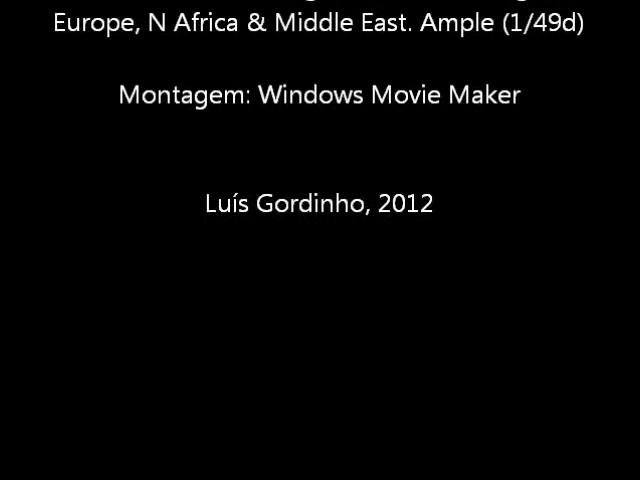 Europe, N Africa & Middle East. Ample (1/49d)
Montagem: Windows Movie Maker
Luís Gordinho, 2012